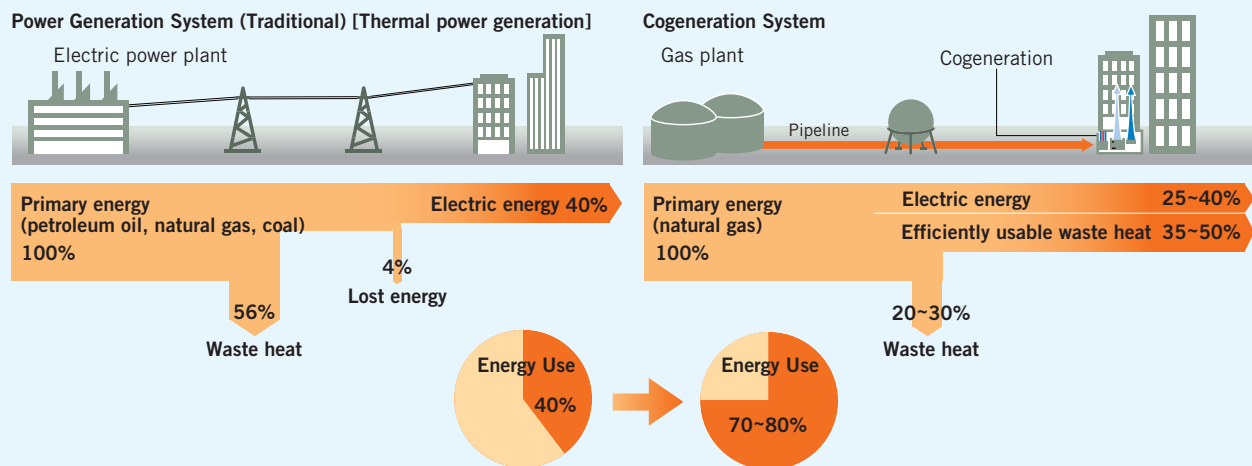 Power Generation System (Traditional) [Thermal power generation]
Electric power plant
Primary energy
(petroleum oil, natural gas, coal)
100%
Electric energy 40%
4%
Lost energy
56%
Waste heat
Cogeneration System
Gas plant
Cogeneration
Pipeline
Primary energy
(natural gas)
100%
Electric energy 25~40%
Efficiently usable waste heat 35~50%
20~30%
Waste heat
Energy Use
40%
Energy Use
70~80%